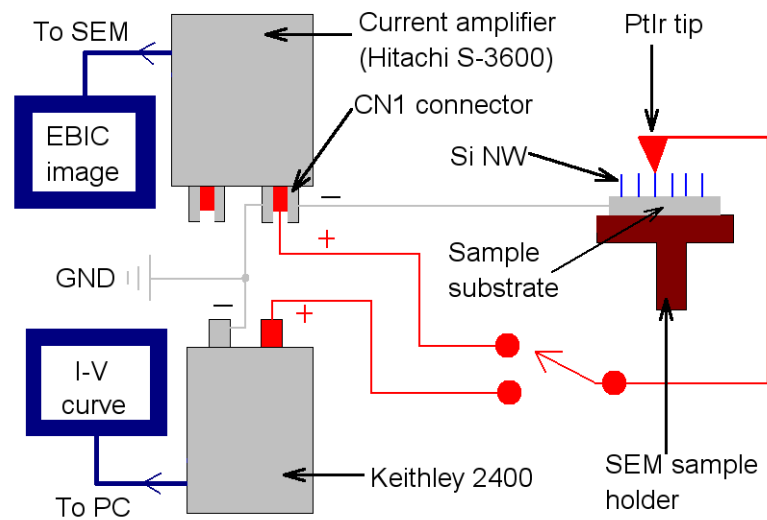 To SEM
EBIC
image
Current amplifier
(Hitachi S-3600)
CN1 connector
PtIr tip
Si NW
−
+
Sample
substrate
GND
−
+
I-V
curve
To PC
Keithley 2400
SEM sample
holder